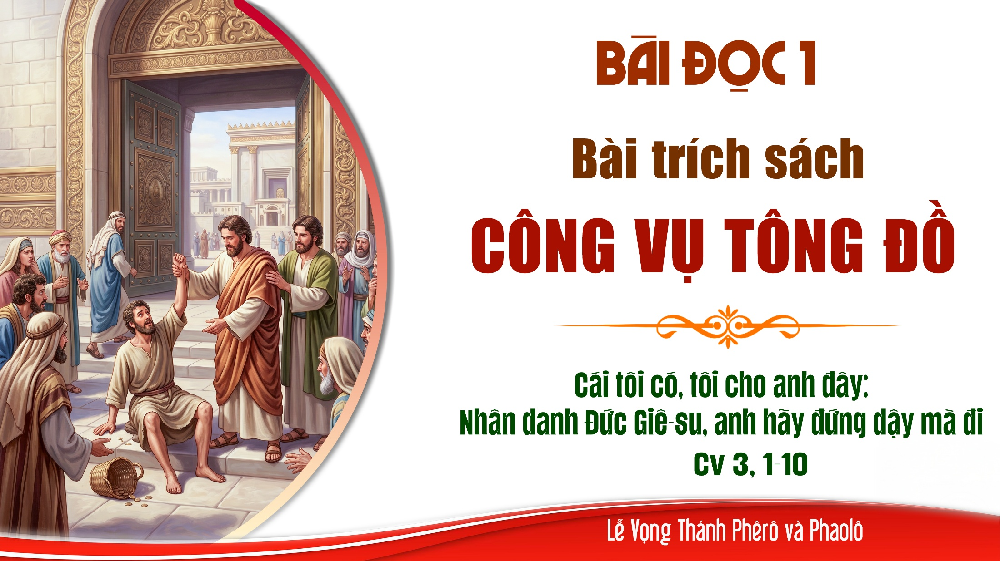 BÀI ĐỌC 1
Bài trích sách
CÔNG VỤ TÔNG ĐỒ
Cái tôi có, tôi cho anh đây:
Nhân danh Đức Giê-su, anh hãy đứng dậy mà đi
Cv 3, 1-10
Lễ Vọng Thánh Phêrô và Phaolô